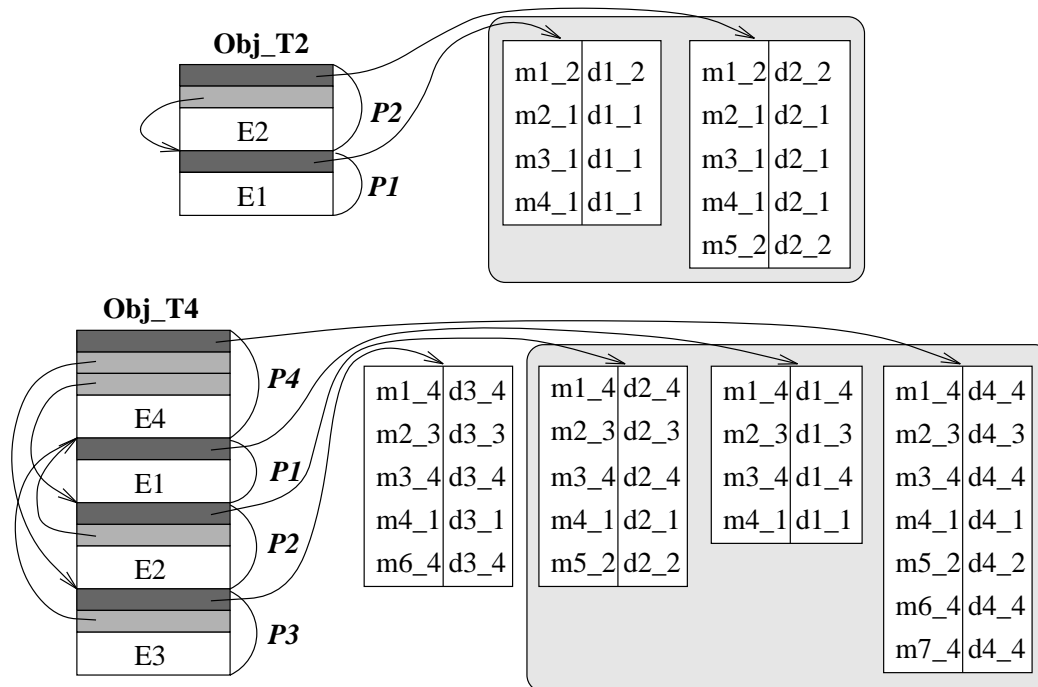 Obj_T2
E2
E1
P2
P1
m1_2 d1_2
m2_1 d1_1
m3_1 d1_1
m4_1 d1_1
m1_2 d2_2
m2_1 d2_1
m3_1 d2_1
m4_1 d2_1
m5_2 d2_2
Obj_T4
E4
E1
E2
E3
P4
P1
P2
P3
m1_4 d3_4
m2_3 d3_3
m3_4 d3_4
m4_1 d3_1
m6_4 d3_4
m1_4 d2_4
m2_3 d2_3
m3_4 d2_4
m4_1 d2_1
m5_2 d2_2
m1_4 d1_4
m2_3 d1_3
m3_4 d1_4
m4_1 d1_1
m1_4 d4_4
m2_3 d4_3
m3_4 d4_4
m4_1 d4_1
m5_2 d4_2
m6_4 d4_4
m7_4 d4_4